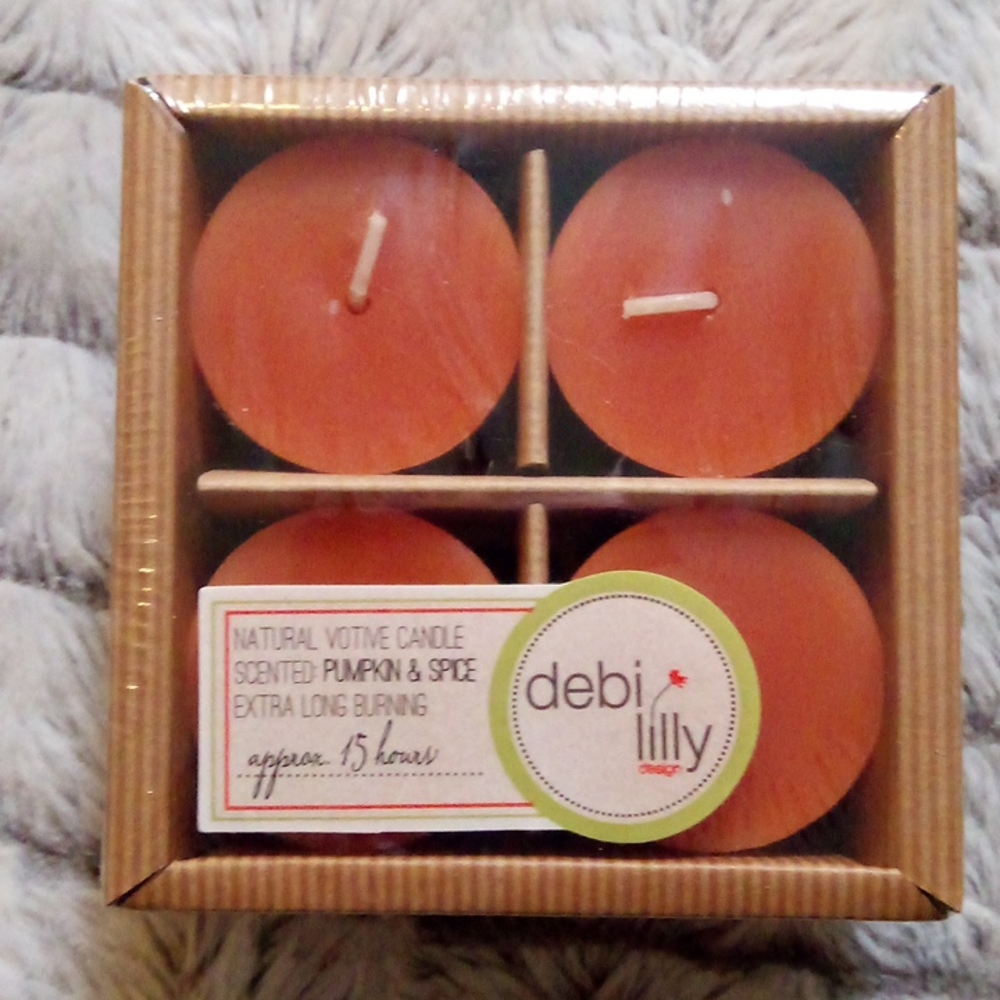 NATURAL VOTIVE CANDLE
SCENTED: PUMPKIN & SPICE
EXTRA LONG BURNING
approx. 15 hours
debi
lilly
design